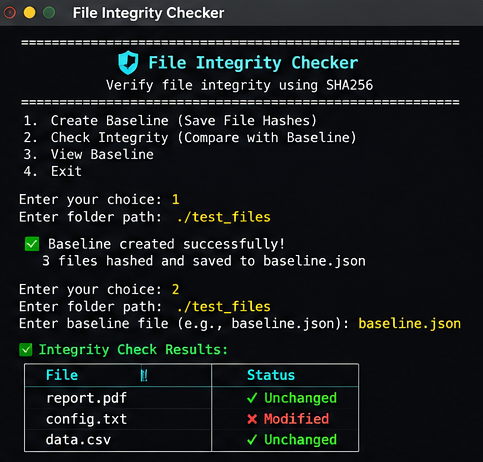 File Integrity Checker
File Integrity Checker
Verify file integrity using SHA256
1. Create Baseline (Save File Hashes)
2. Check Integrity (Compare with Baseline)
3. View Baseline
4. Exit
Enter your choice: 1
Enter folder path: ./test_files
Baseline created successfully!
3 files hashed and saved to baseline.json
Enter your choice: 2
Enter folder path: ./test_files
Enter baseline file (e.g., baseline.json): baseline.json
Integrity Check Results:
File Status
report.pdf ✓ Unchanged
config.txt ✗ Modified
data.csv ✓ Unchanged